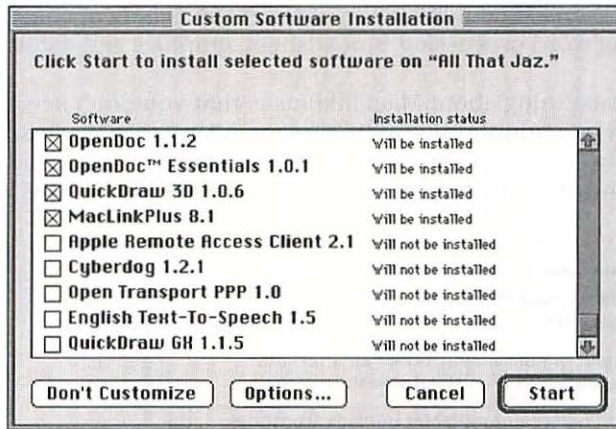 Custom Software Installation
Click Start to install selected software on “All That Jaz.”
Software Installation status
OpenDoc 1.1.2 Will be installed
OpenDoc™ Essentials 1.0.1 Will be installed
QuickDraw 3D 1.0.6 Will be installed
MacLinkPlus 8.1 Will be installed
Apple Remote Access Client 2.1 Will not be installed
Cyberdog 1.2.1 Will not be installed
Open Transport PPP 1.0 Will not be installed
English Text-To-Speech 1.5 Will not be installed
QuickDraw GX 1.1.5 Will not be installed
Don't Customize Options... Cancel Start